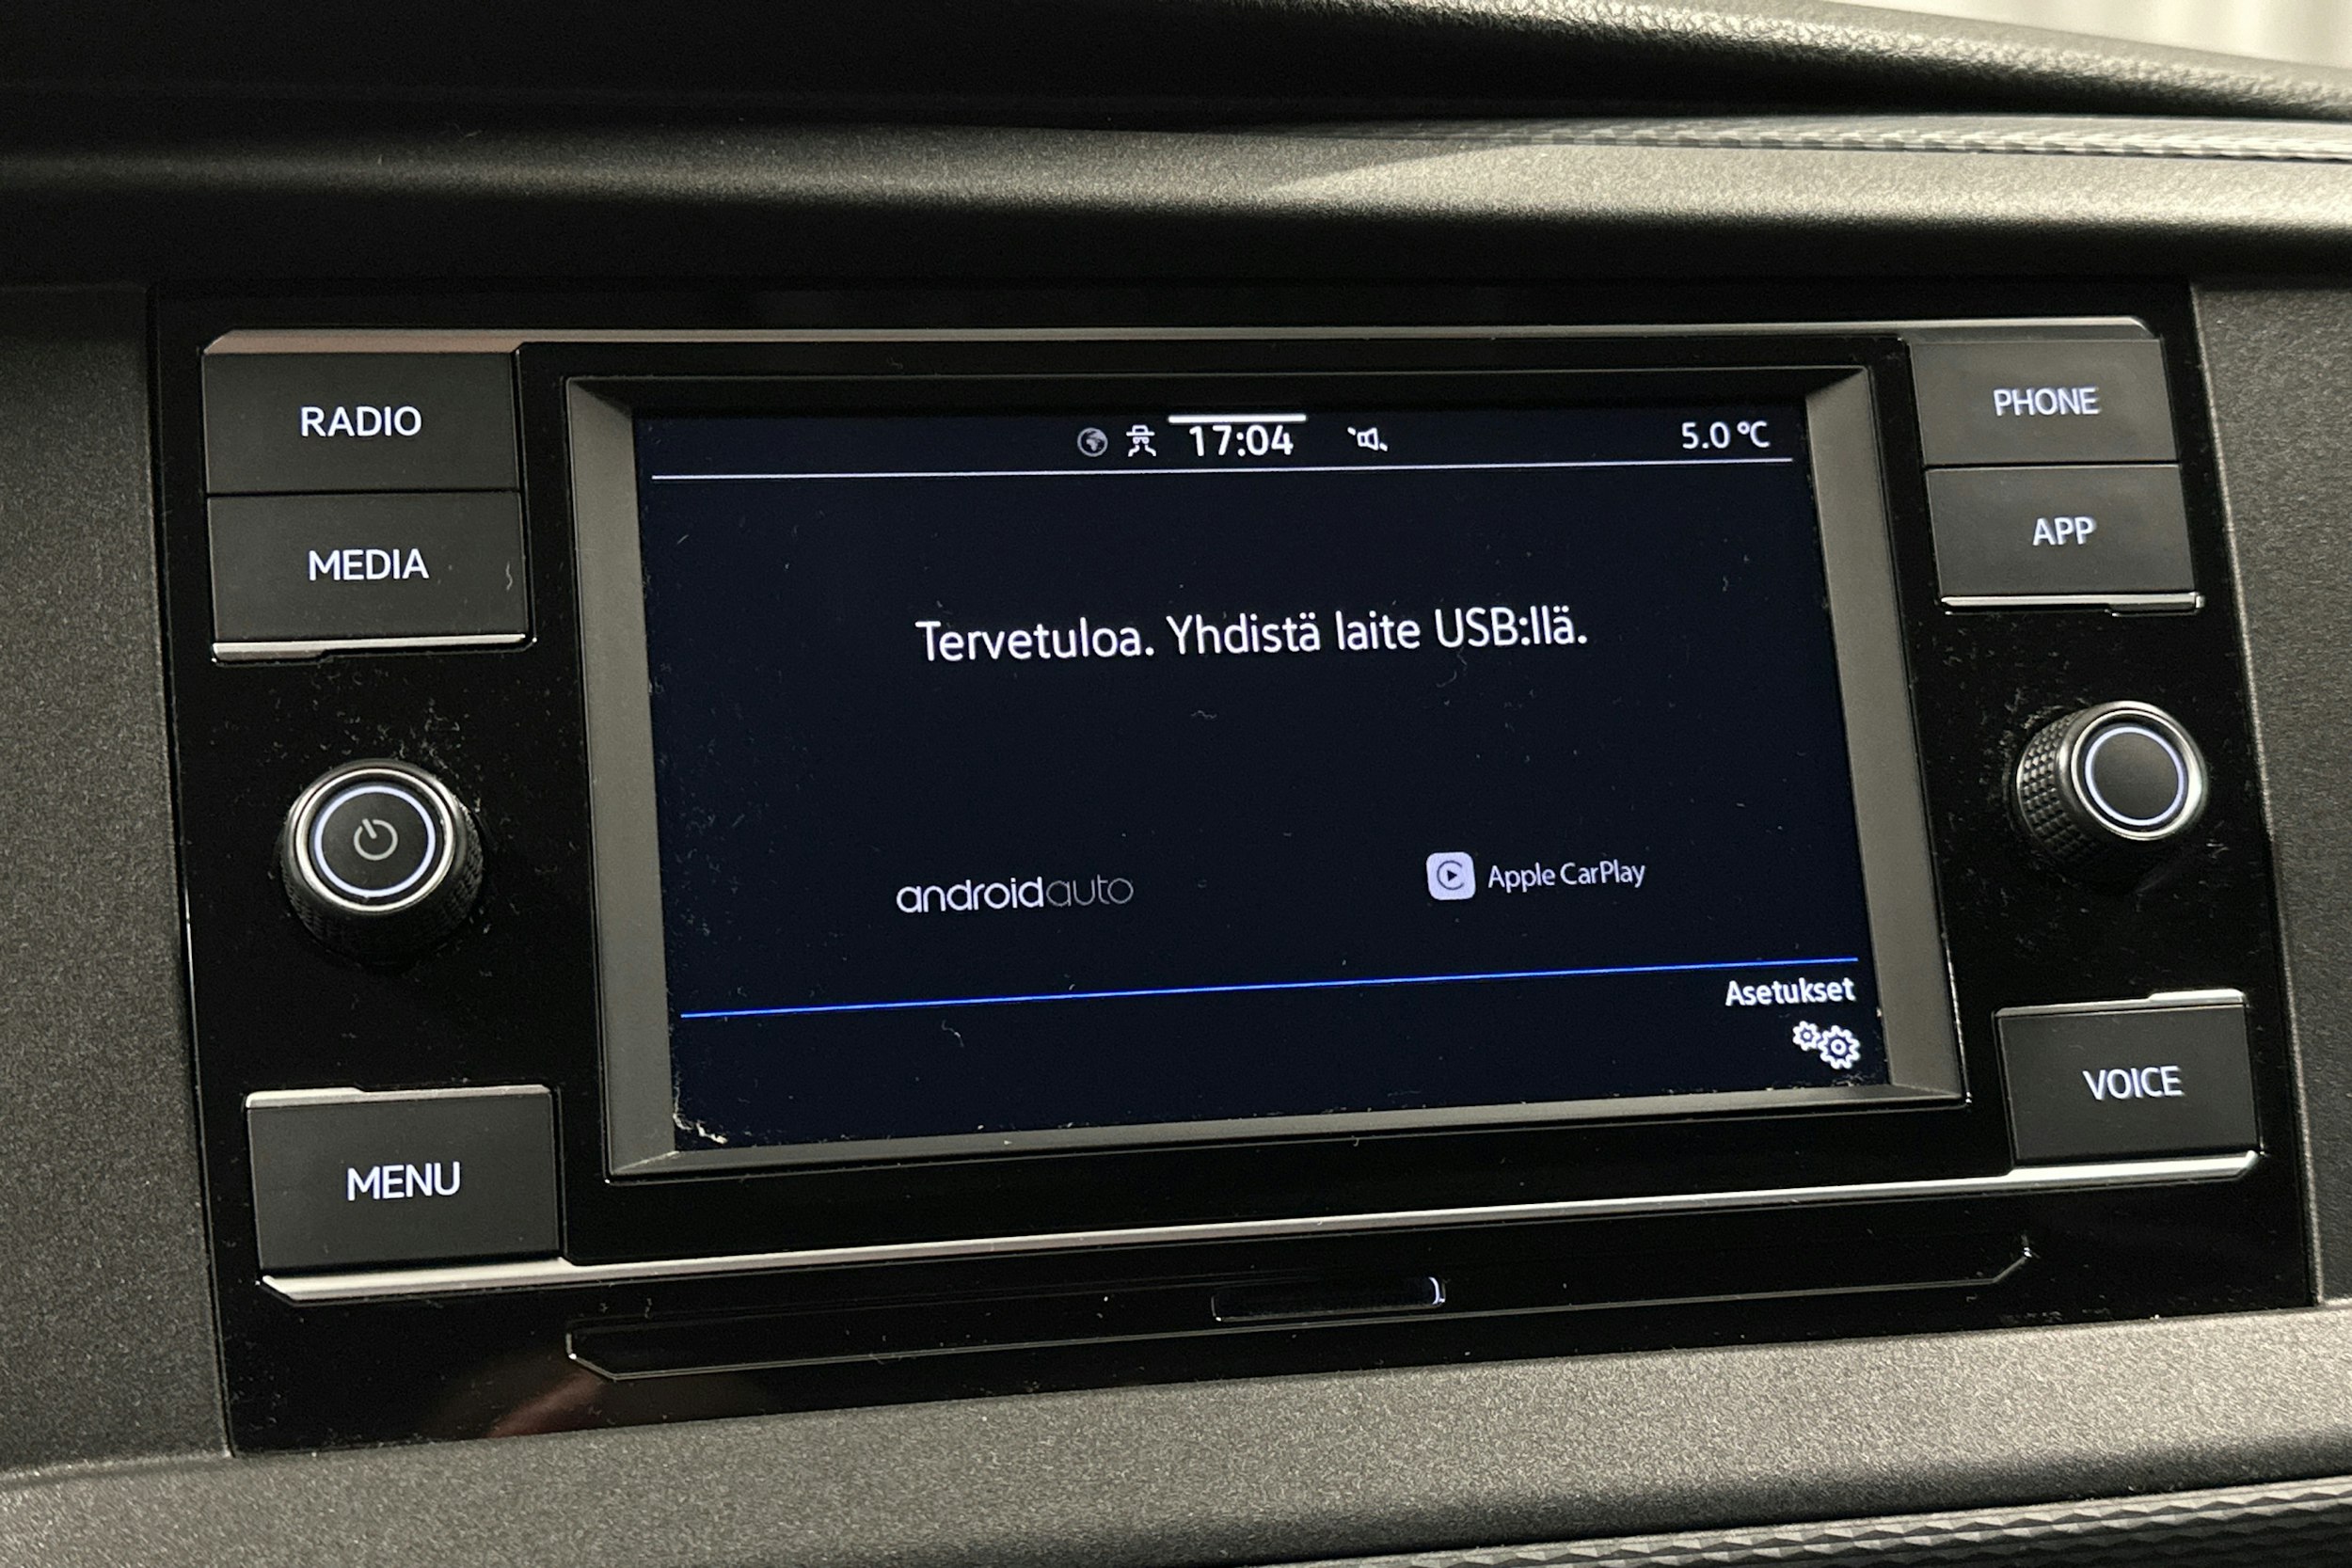 RADIO
MEDIA
MENU
17:04
5.0 °C
Tervetuloa. Yhdistä laite USB:llä.
androidauto
Apple CarPlay
Asetukset
PHONE
APP
VOICE